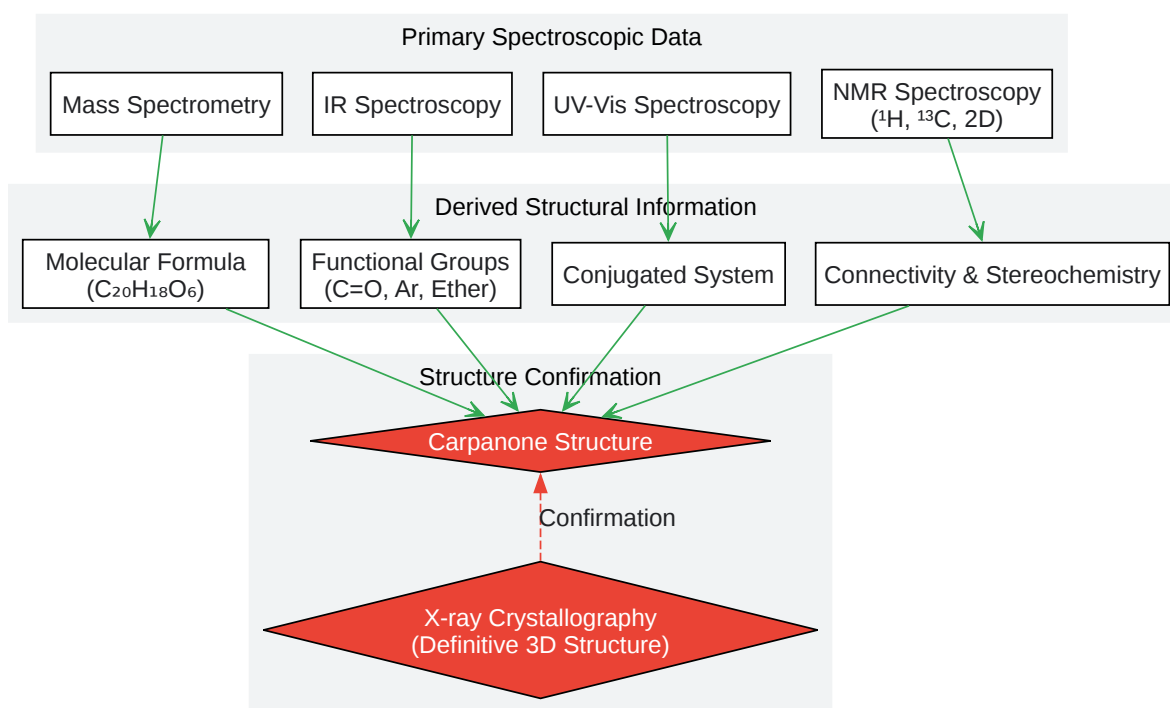 Primary Spectroscopic Data
Mass Spectrometry
IR Spectroscopy
UV-Vis Spectroscopy
NMR Spectroscopy
(¹H, ¹³C, 2D)
Derived Structural Information
Molecular Formula
(C₂₀H₁₈O₆)
Functional Groups
(C=O, Ar, Ether)
Conjugated System
Connectivity & Stereochemistry
Structure Confirmation
Carpanone Structure
Confirmation
X-ray Crystallography
(Definitive 3D Structure)